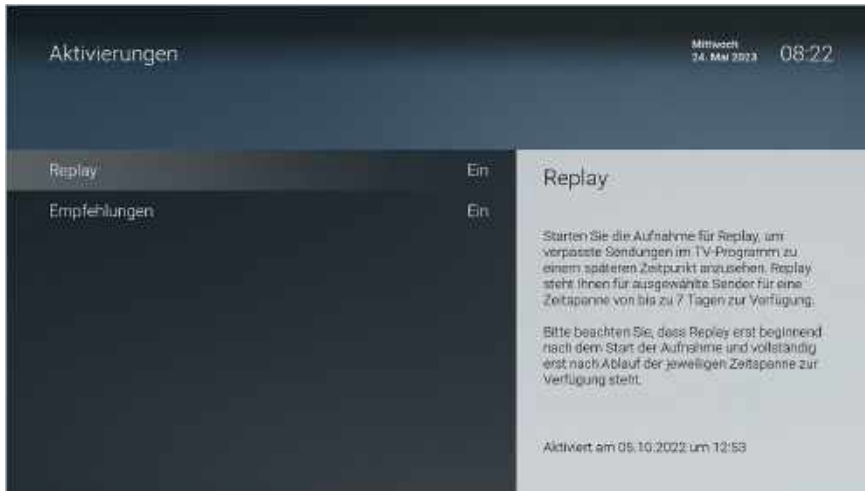 Aktivierungen
Mittwoch
24. Mai 2023
08:22
Replay Ein
Empfehlungen Ein
Replay
Starten Sie die Aufnahme für Replay, um
verpasste Sendungen im TV-Programm zu
einem späteren Zeitpunkt anzusehen. Replay
steht Ihnen für ausgewählte Sender für eine
Zeitspanne von bis zu 7 Tagen zur Verfügung.
Bitte beachten Sie, dass Replay erst beginnend
nach dem Start der Aufnahme und vollständig
erst nach Ablauf der jeweiligen Zeitspanne zur
Verfügung steht.
Aktiviert am 05.10.2022 um 12:53